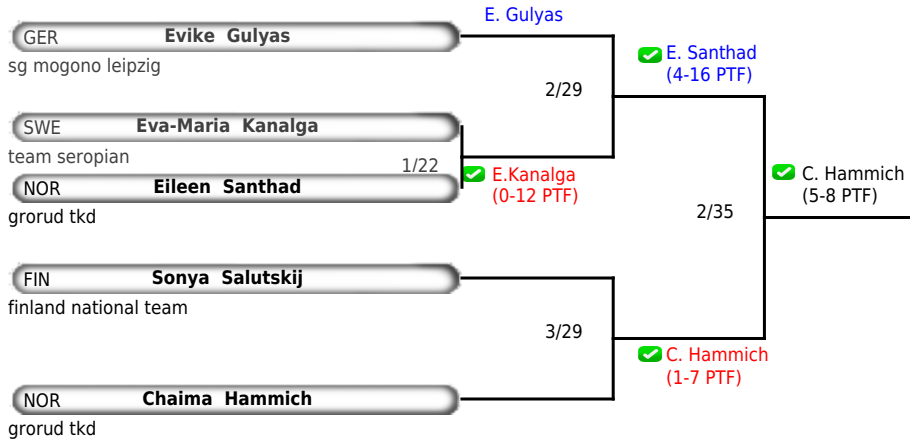 E. Gulyas
GER Evike Gulyas
sg mogono leipzig
E. Santhad
(4-16 PTF)
2/29
SWE Eva-Maria Kanalga
team seropian
1/22
E.Kanalga
(0-12 PTF)
NOR Eileen Santhad
grorud tkd
C. Hammich
(5-8 PTF)
2/35
FIN Sonya Salutskij
finland national team
3/29
C. Hammich
(1-7 PTF)
NOR Chaima Hammich
grorud tkd